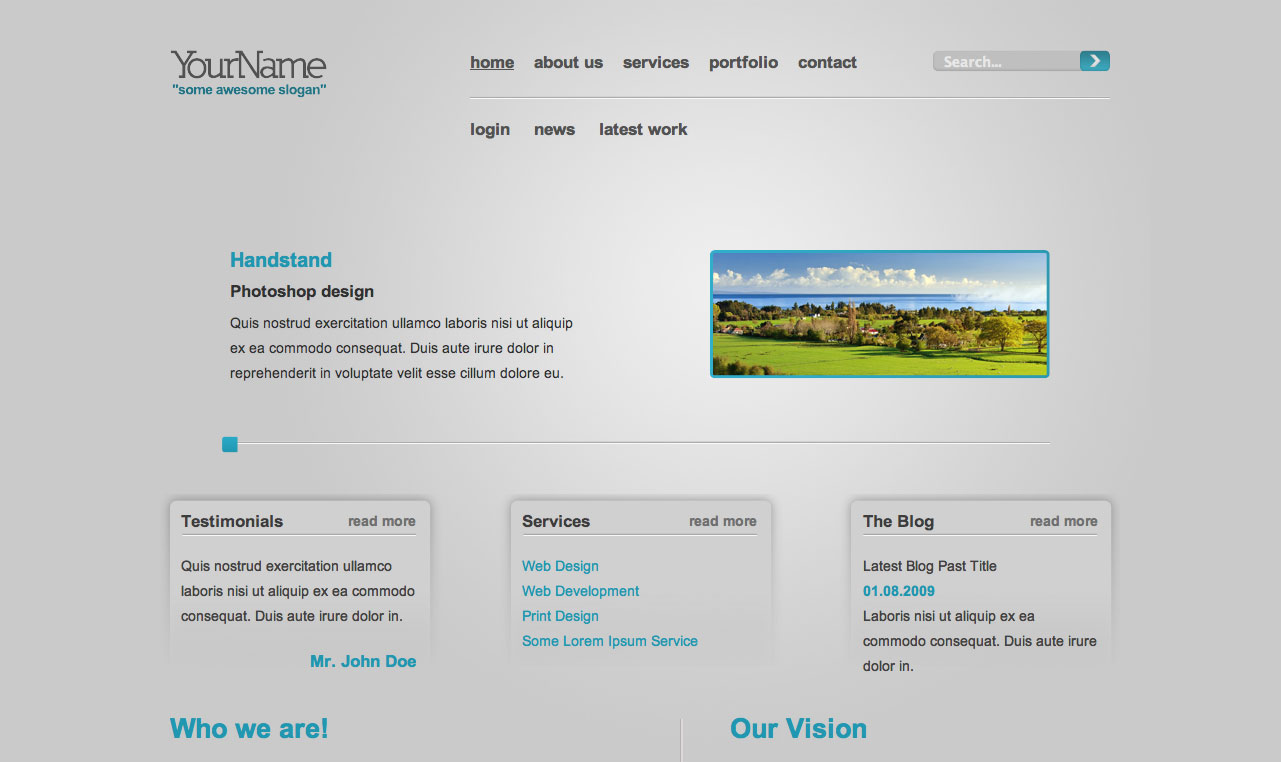 YourName
"some awesome slogan"
home about us services portfolio contact
Search...
login news latest work
Handstand
Photoshop design
Quis nostrud exercitation ullamco laboris nisi ut aliquip
ex ea commodo consequat. Duis aute irure dolor in
reprehenderit in voluptate velit esse cillum dolore eu.
Testimonials read more
Quis nostrud exercitation ullamco
laboris nisi ut aliquip ex ea commodo
consequat. Duis aute irure dolor in.
Mr. John Doe
Services read more
Web Design
Web Development
Print Design
Some Lorem Ipsum Service
The Blog read more
Latest Blog Past Title
01.08.2009
Laboris nisi ut aliquip ex ea
commodo consequat. Duis aute irure
dolor in.
Who we are!
Our Vision